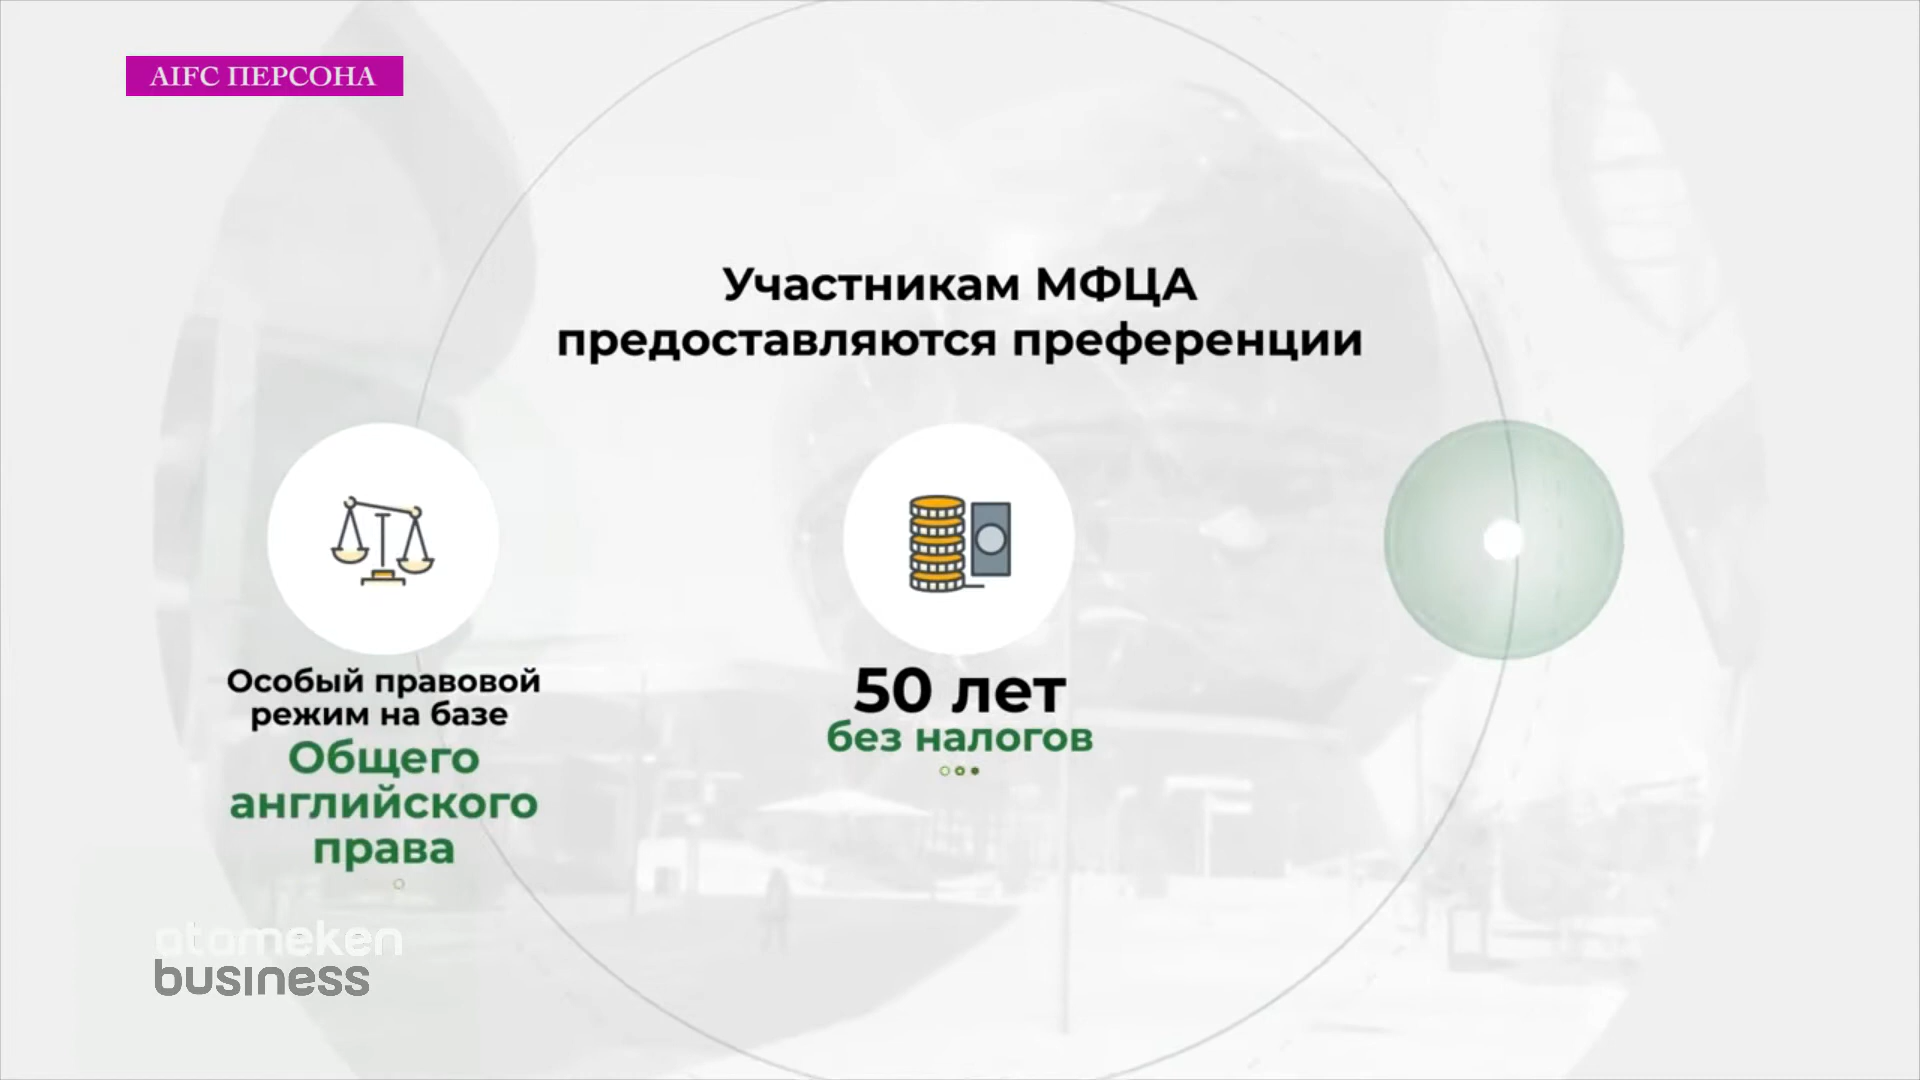 AIFC ПЕРСОНА
Участникам МФЦА
предоставляются преференции
Особый правовой
режим на базе
Общего
английского
права
50 лет
без налогов
atameken
business